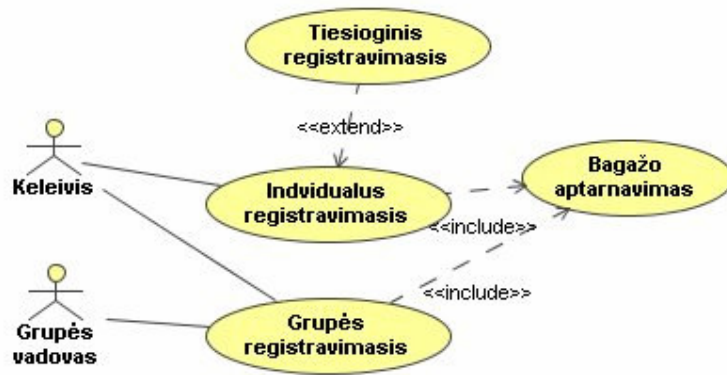 Tiesioginis
registravimasis
<<extend>>
Keleivis
Indvidualus
registravimasis
Bagažo
aptarnavimas
<<include>>
<<include>>
Grupės
vadovas
Grupės
registravimasis